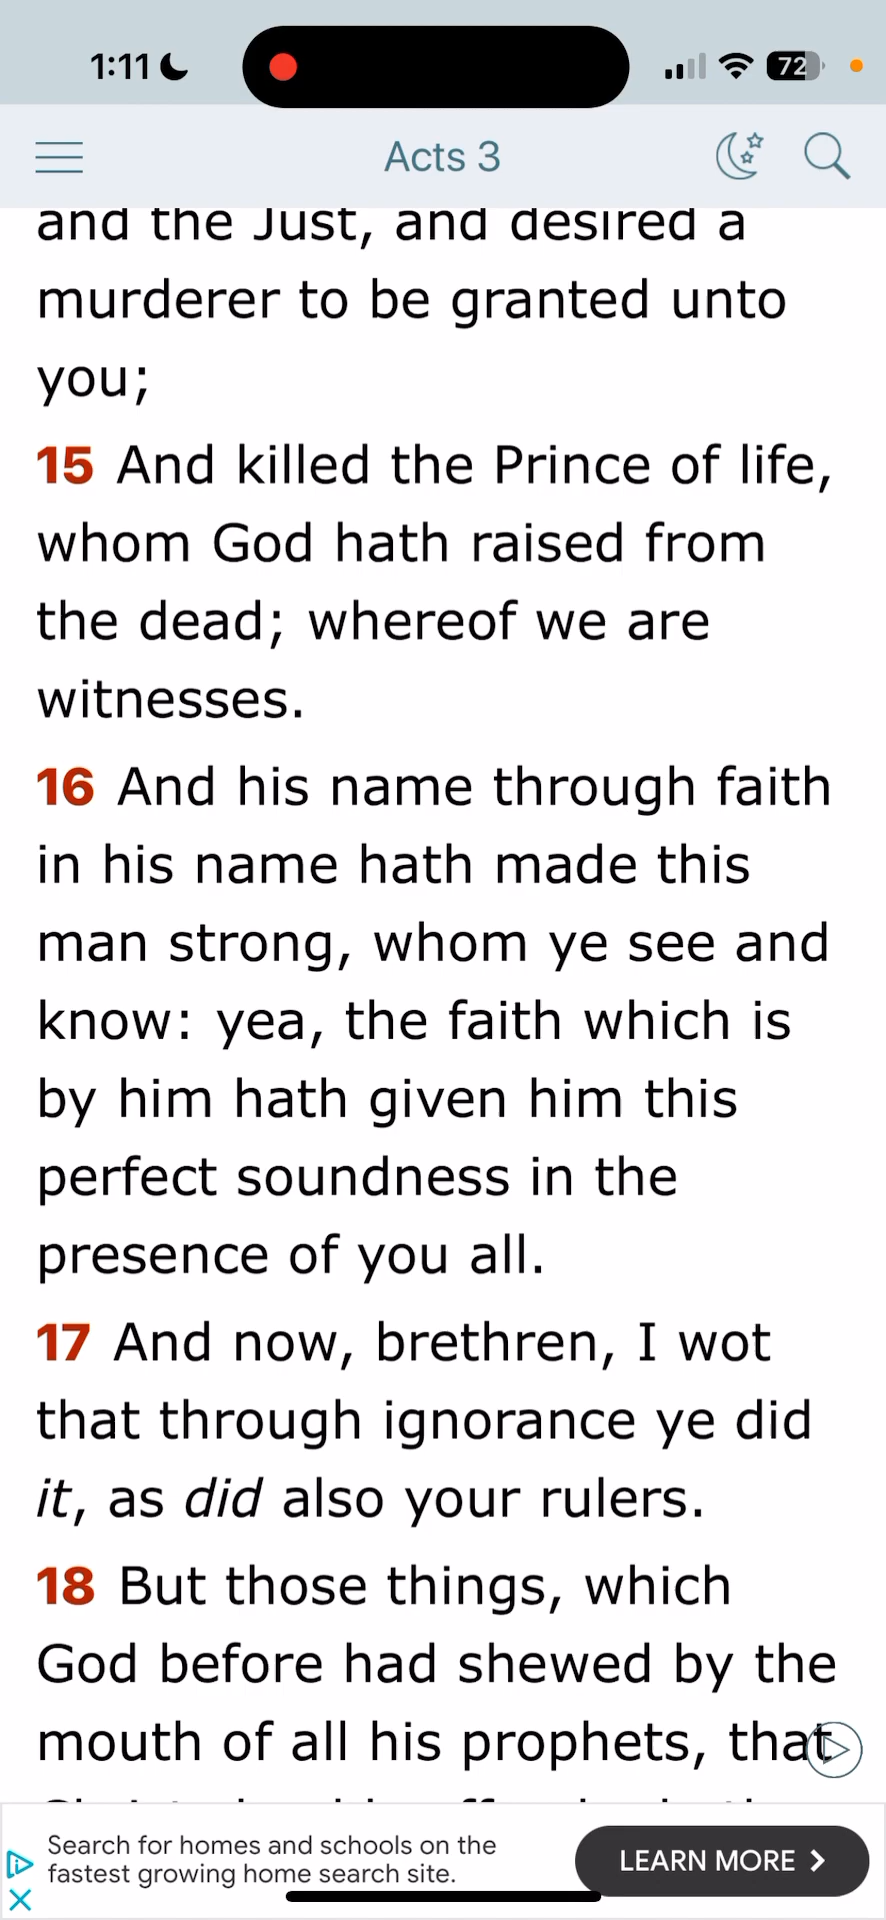 1:11
72
Acts 3
and the Just, and desired a
murderer to be granted unto
you;
15 And killed the Prince of life,
whom God hath raised from
the dead; whereof we are
witnesses.
16 And his name through faith
in his name hath made this
man strong, whom ye see and
know: yea, the faith which is
by him hath given him this
perfect soundness in the
presence of you all.
17 And now, brethren, I wot
that through ignorance ye did
it, as did also your rulers.
18 But those things, which
God before had shewed by the
mouth of all his prophets, that
Search for homes and schools on the
fastest growing home search site.
LEARN MORE